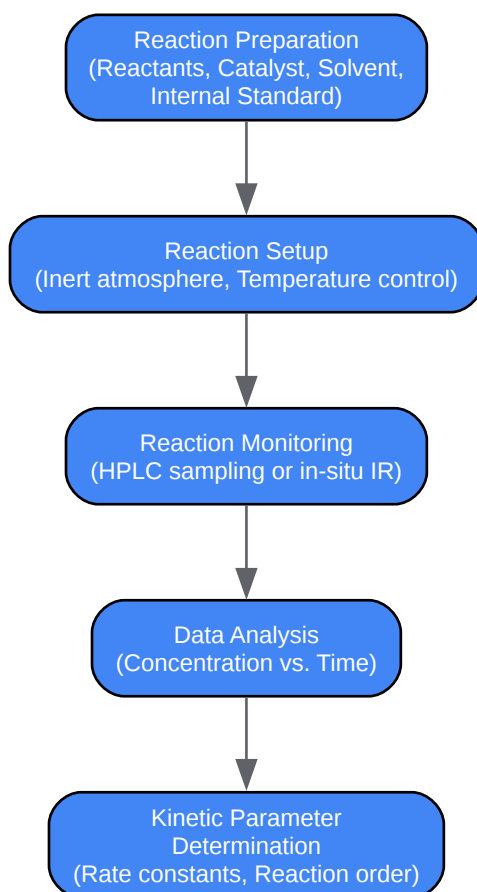 Reaction Preparation
(Reactants, Catalyst, Solvent,
Internal Standard)
Reaction Setup
(Inert atmosphere, Temperature control)
Reaction Monitoring
(HPLC sampling or in-situ IR)
Data Analysis
(Concentration vs. Time)
Kinetic Parameter
Determination
(Rate constants, Reaction order)